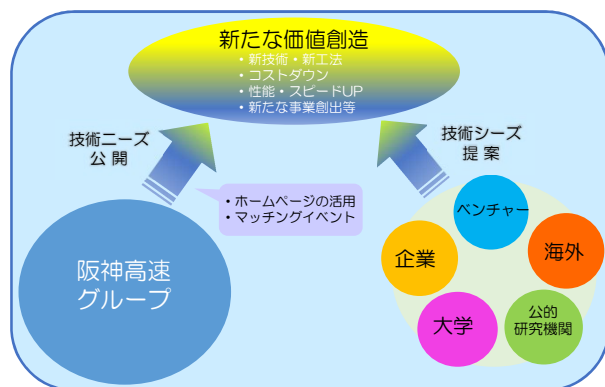 新たな価値創造
・新技術・新工法
・コストダウン
・性能・スピードUP
・新たな事業創出等
技術ニーズ
公 開
技術シーズ
提 案
・ホームページの活用
・マッチングイベント
阪神高速
グループ
ベンチャー
企業
海外
大学
公的
研究機関